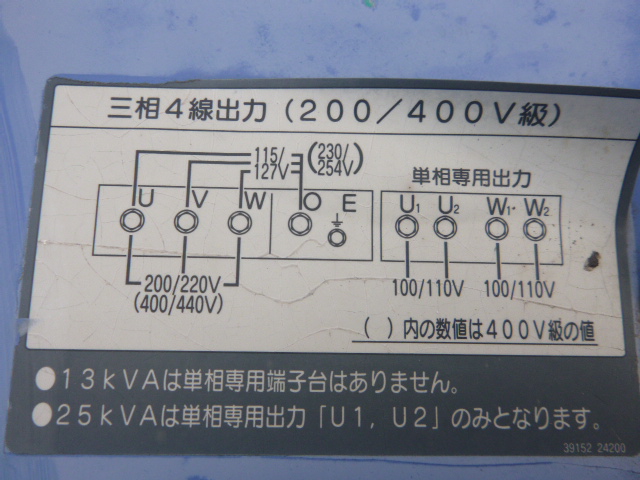 三相4線出力(200/400V級)
115/ (230/
127V 254V)
単相専用出力
U V W O E
U1 U2 W1 W2
200/220V
(400/440V)
100/110V 100/110V
( )内の数値は400V級の値
●13kVAは単相専用端子台はありません。
●25kVAは単相専用出力「U1, U2」のみとなります。
39152 24200